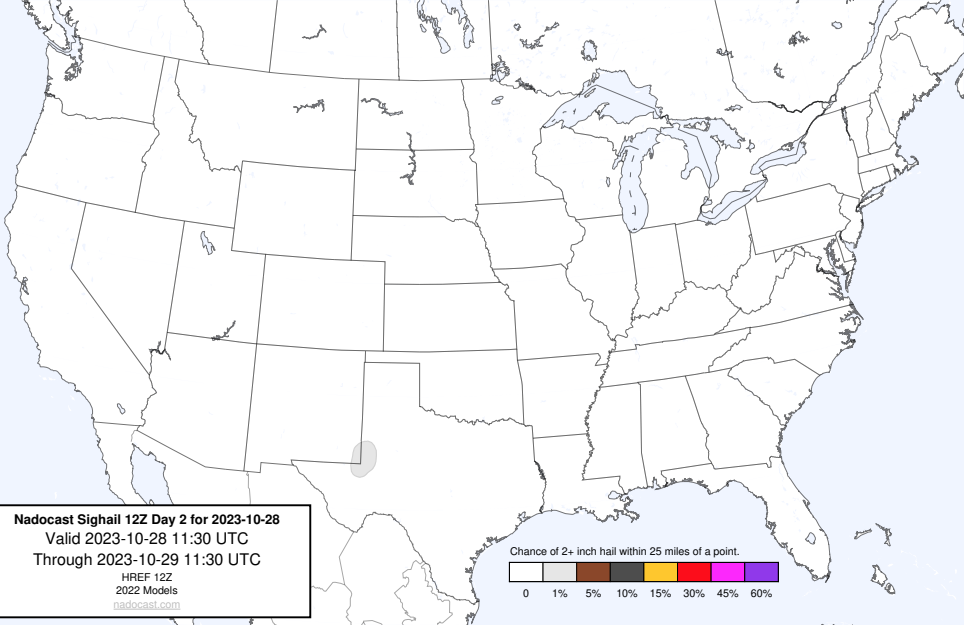 Nadocast Sighail 12Z Day 2 for 2023-10-28
Valid 2023-10-28 11:30 UTC
Through 2023-10-29 11:30 UTC
HREF 12Z
2022 Models
nadocast.com
Chance of 2+ inch hail within 25 miles of a point.
0 1% 5% 10% 15% 30% 45% 60%